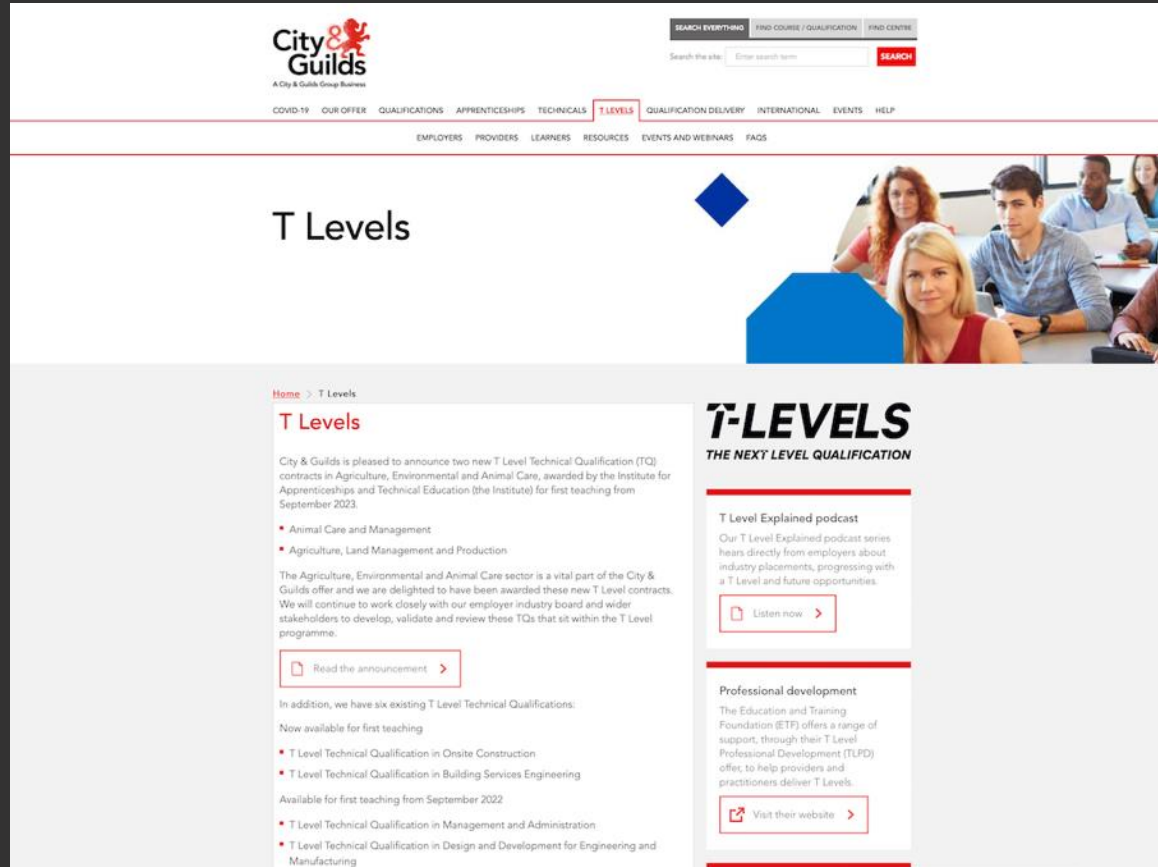 City&
Guilds
A City & Guilds Group Business
SEARCH EVERYTHING
FIND COURSE / QUALIFICATION
FIND CENTRE
Search the site:
Enter search term
SEARCH
COVID-19
OUR OFFER
QUALIFICATIONS
APPRENTICESHIPS
TECHNICALS
T LEVELS
QUALIFICATION DELIVERY
INTERNATIONAL
EVENTS
HELP
EMPLOYERS
PROVIDERS
LEARNERS
RESOURCES
EVENTS AND WEBINARS
FAQS
T Levels
Home > T Levels
T Levels
City & Guilds is pleased to announce two new T Level Technical Qualification (TQ)
contracts in Agriculture, Environmental and Animal Care, awarded by the Institute for
Apprenticeships and Technical Education (the Institute) for first teaching from
September 2023.
Animal Care and Management
Agriculture, Land Management and Production
The Agriculture, Environmental and Animal Care sector is a vital part of the City &
Guilds offer and we are delighted to have been awarded these new T Level contracts.
We will continue to work closely with our employer industry board and wider
stakeholders to develop, validate and review these TQs that sit within the T Level
programme.
Read the announcement
In addition, we have six existing T Level Technical Qualifications:
Now available for first teaching
T Level Technical Qualification in Onsite Construction
T Level Technical Qualification in Building Services Engineering
Available for first teaching from September 2022
T Level Technical Qualification in Management and Administration
T Level Technical Qualification in Design and Development for Engineering and
Manufacturing
T-LEVELS
THE NEXT LEVEL QUALIFICATION
T Level Explained podcast
Our T Level Explained podcast series
hears directly from employers about
industry placements, progressing with
a T Level and future opportunities.
Listen now
Professional development
The Education and Training
Foundation (ETF) offers a range of
support, through their T Level
Professional Development (TLPD)
offer, to help providers and
practitioners deliver T Levels.
Visit their website